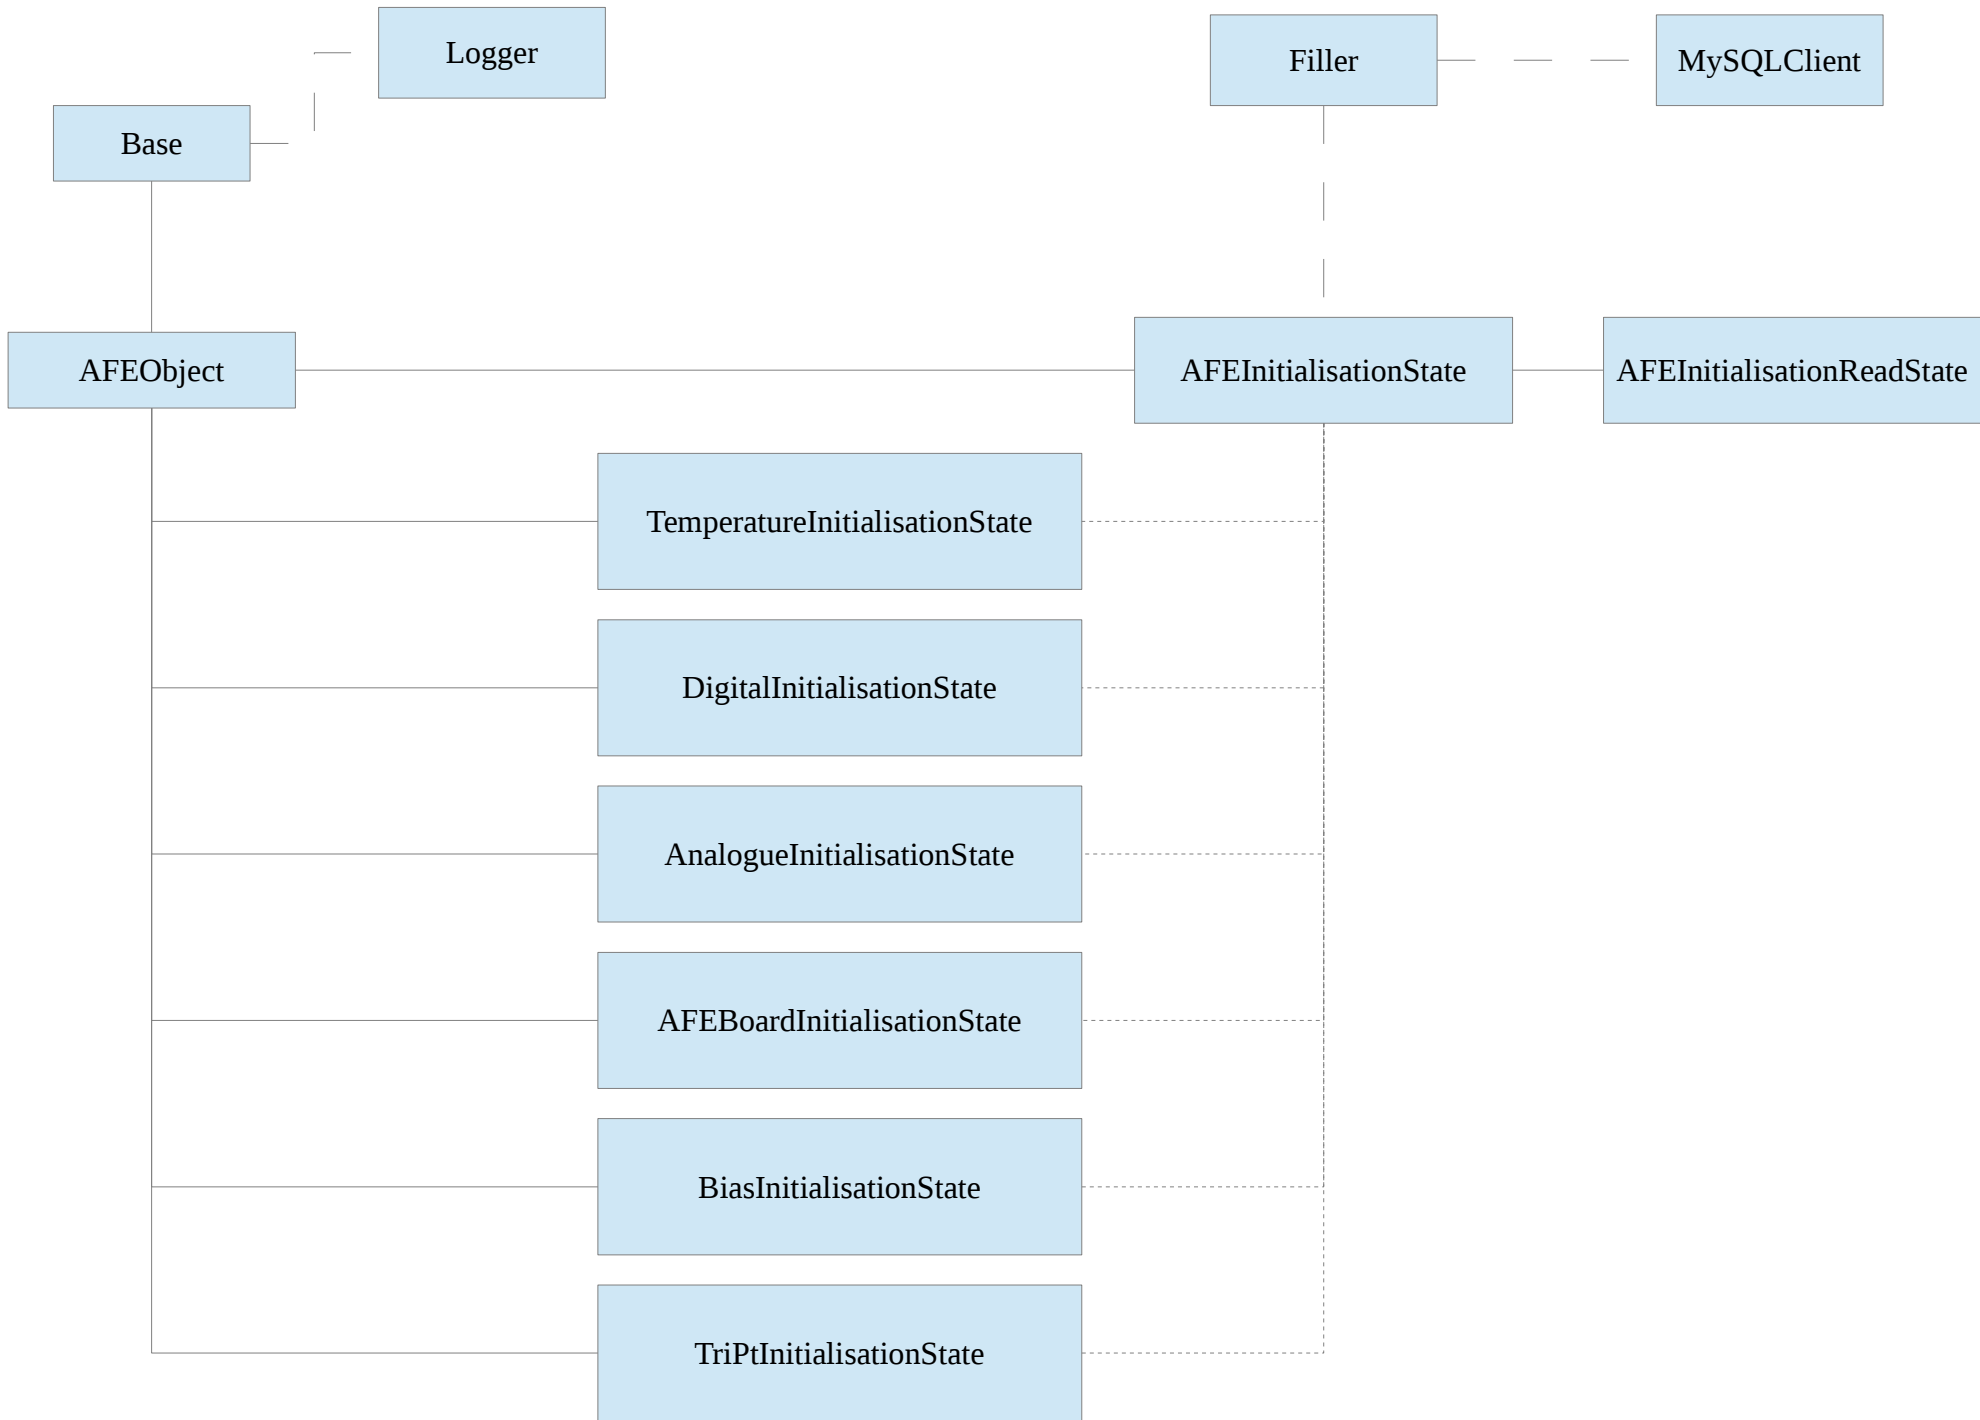 Logger
Filler
MySQLClient
Base
AFEObject
AFEInitialisationState
AFEInitialisationReadState
TemperatureInitialisationState
DigitalInitialisationState
AnalogueInitialisationState
AFEBoardInitialisationState
BiasInitialisationState
TriPtInitialisationState